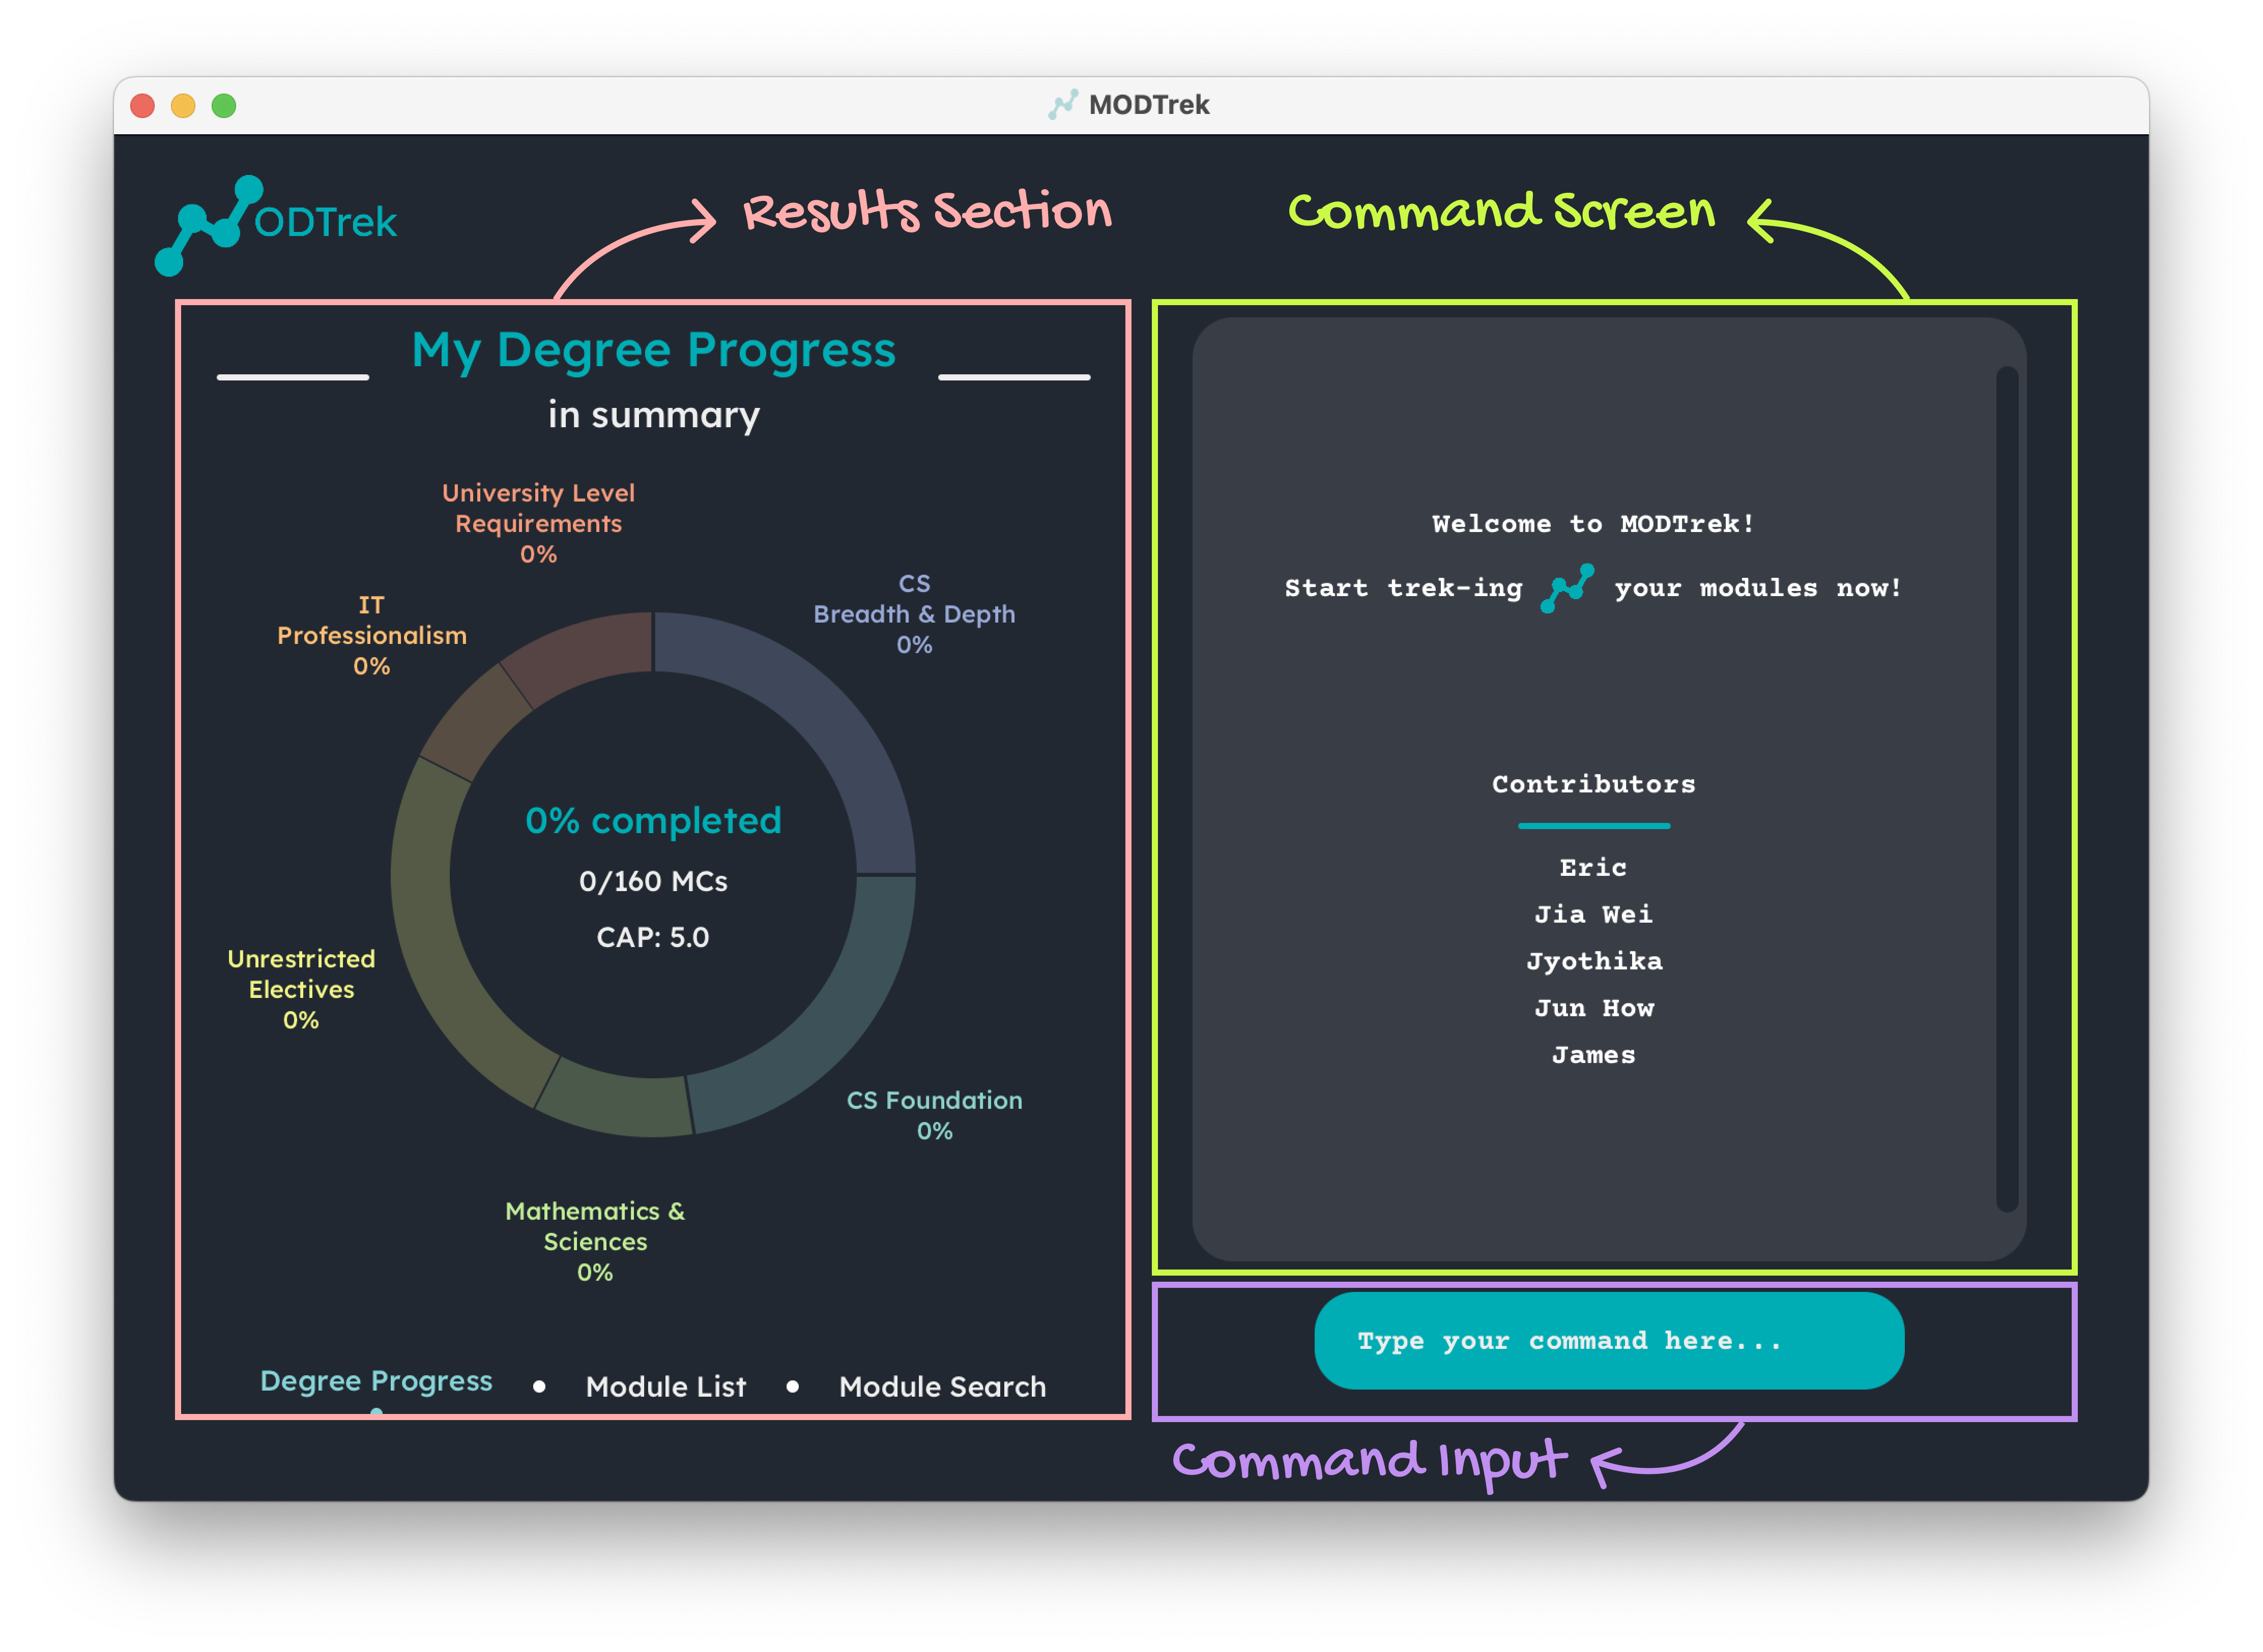 MODTrek
ODTrek
Results Section
Command Screen
My Degree Progress
in summary
University Level
Requirements
0%
CS
Breadth & Depth
0%
IT
Professionalism
0%
0% completed
0/160 MCs
CAP: 5.0
Unrestricted
Electives
0%
CS Foundation
0%
Mathematics &
Sciences
0%
Degree Progress • Module List • Module Search
Welcome to MODTrek!
Start trek-ing your modules now!
Contributors
Eric
Jia Wei
Jyothika
Jun How
James
Type your command here...
Command Input